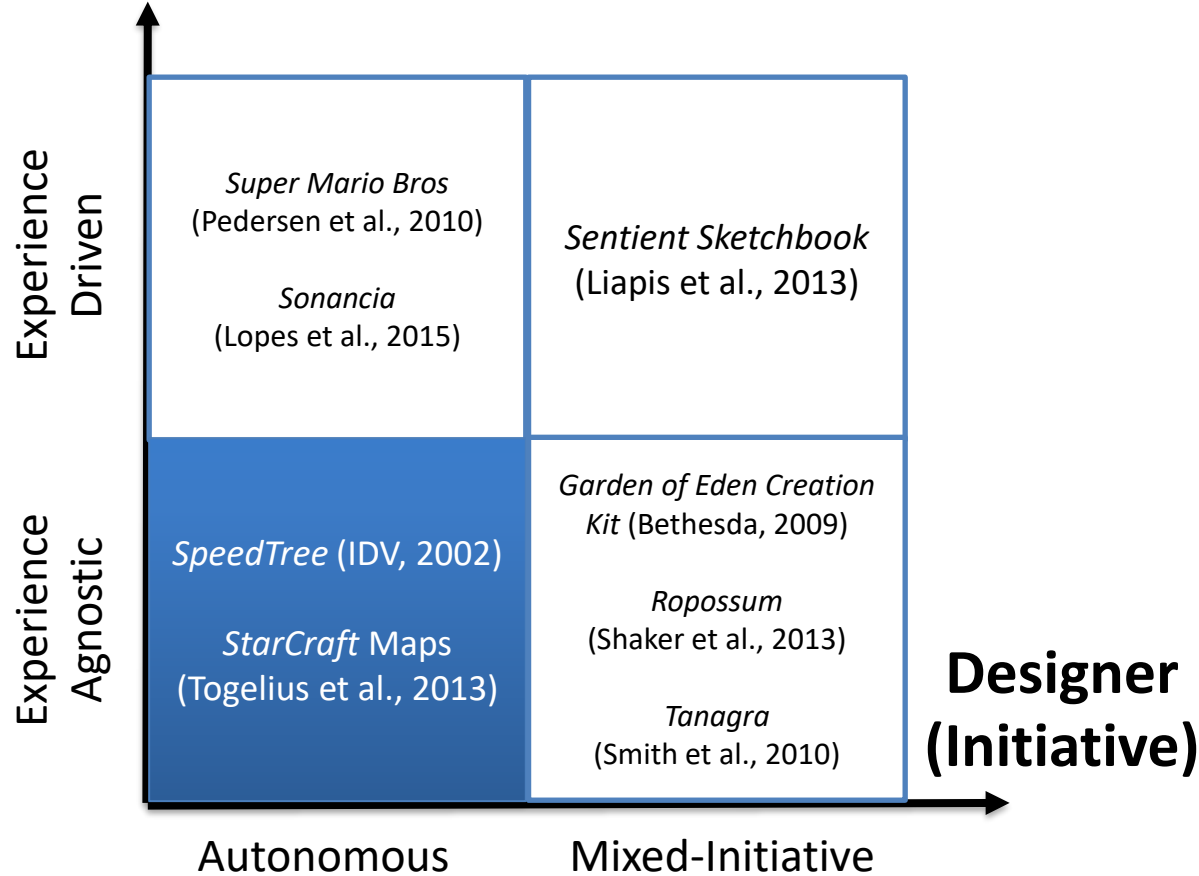 Experience
Driven
Super Mario Bros
(Pedersen et al., 2010)
Sonancia
(Lopes et al., 2015)
Sentient Sketchbook
(Liapis et al., 2013)
Experience
Agnostic
SpeedTree (IDV, 2002)
StarCraft Maps
(Togelius et al., 2013)
Garden of Eden Creation
Kit (Bethesda, 2009)
Ropossum
(Shaker et al., 2013)
Tanagra
(Smith et al., 2010)
Designer
(Initiative)
Autonomous
Mixed-Initiative